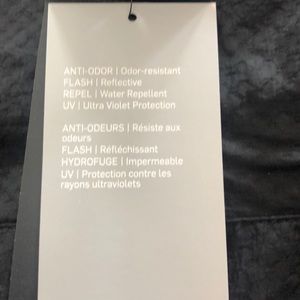 ANTI-ODOR | Odor-resistant
FLASH | Reflective
REPEL | Water Repellent
UV | Ultra Violet Protection
ANTI-ODEURS | Résiste aux
odeurs
FLASH | Réfléchissant
HYDROFUGE | Imperméable
UV | Protection contre les
rayons ultraviolets